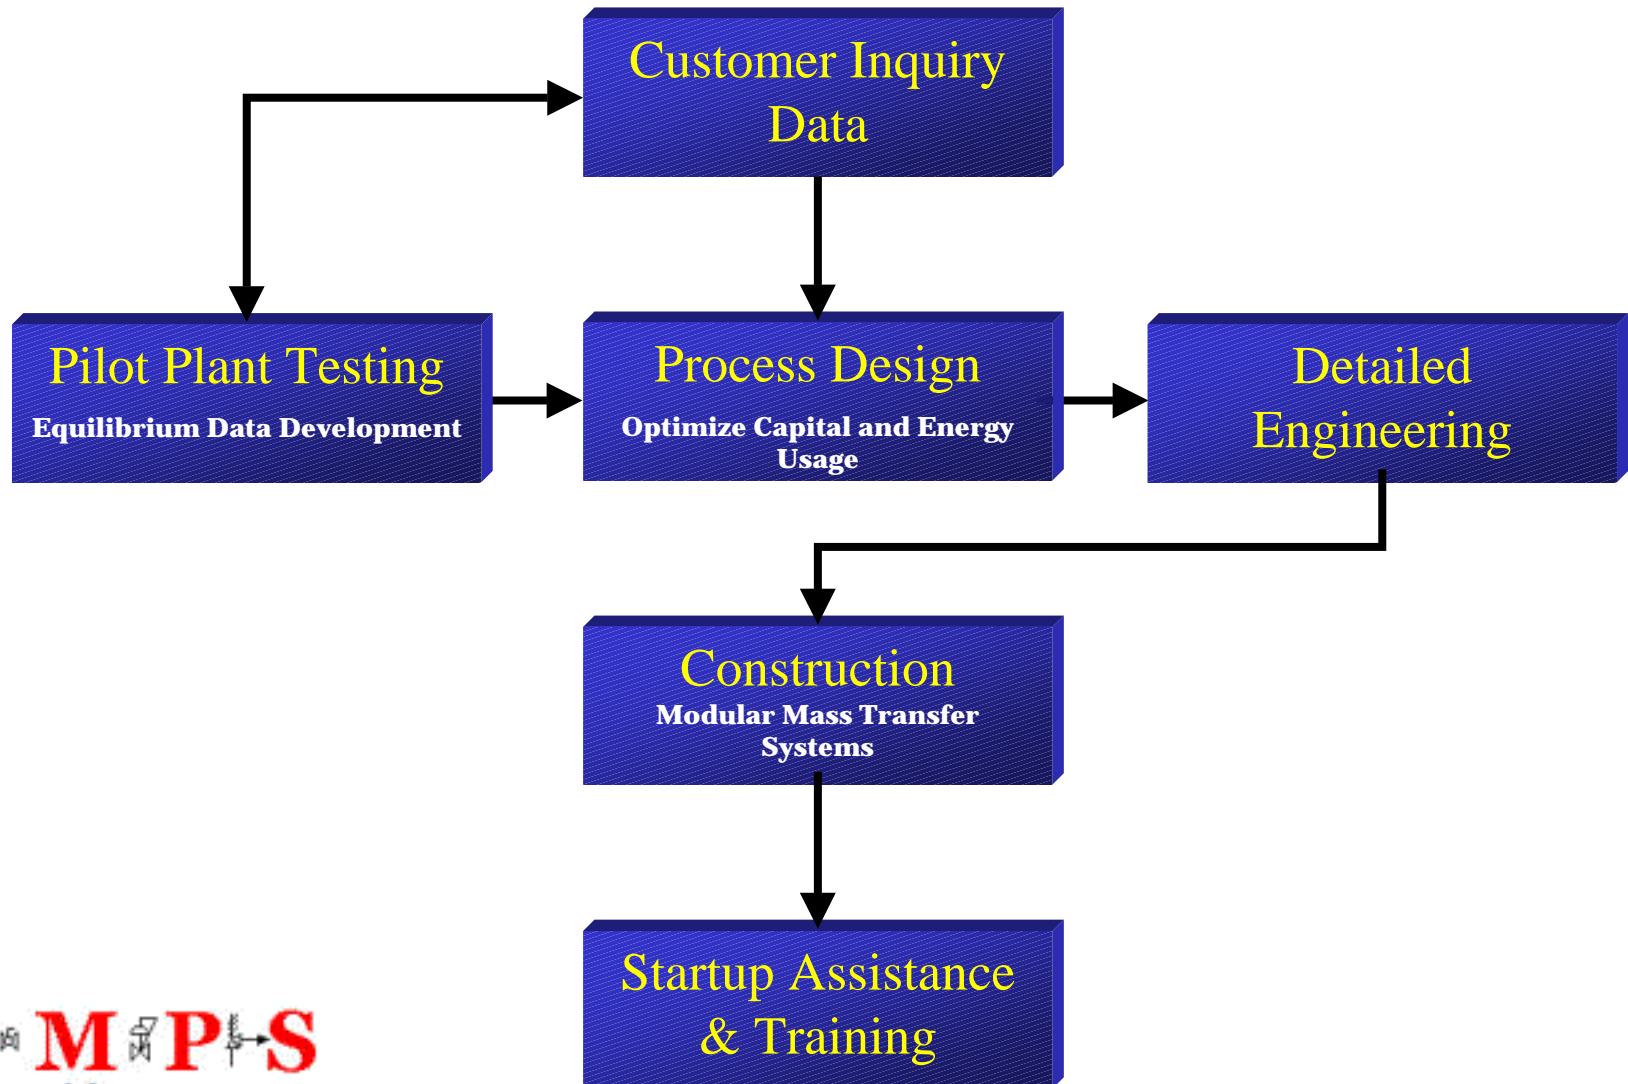 Customer Inquiry
Data
Pilot Plant Testing
Equilibrium Data Development
Process Design
Optimize Capital and Energy
Usage
Detailed
Engineering
Construction
Modular Mass Transfer
Systems
Startup Assistance
& Training
M P S